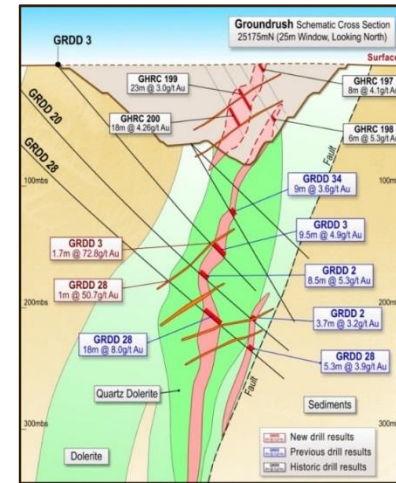 Groundrush Schematic Cross Section
25175mN (25m Window, Looking North)
GRDD 3
Surface
GHRC 199
23m @ 3.0g/t Au
GHRC 197
8m @ 4.1g/t Au
GHRC 200
18m @ 4.26g/t Au
GHRC 198
6m @ 5.3g/t Au
GRDD 20
GRDD 28
Fault
100mbs
GRDD 34
9m @ 3.6g/t Au
GRDD 3
1.7m @ 72.8g/t Au
GRDD 3
9.5m @ 4.9g/t Au
GRDD 2
8.5m @ 5.3g/t Au
GRDD 28
1m @ 50.7g/t Au
200mbs
GRDD 2
3.7m @ 3.2g/t Au
GRDD 28
18m @ 8.0g/t Au
GRDD 28
5.3m @ 3.9g/t Au
Fault
Quartz Dolerite
Sediments
300mbs
Dolerite
New drill results
Previous drill results
Historic drill results